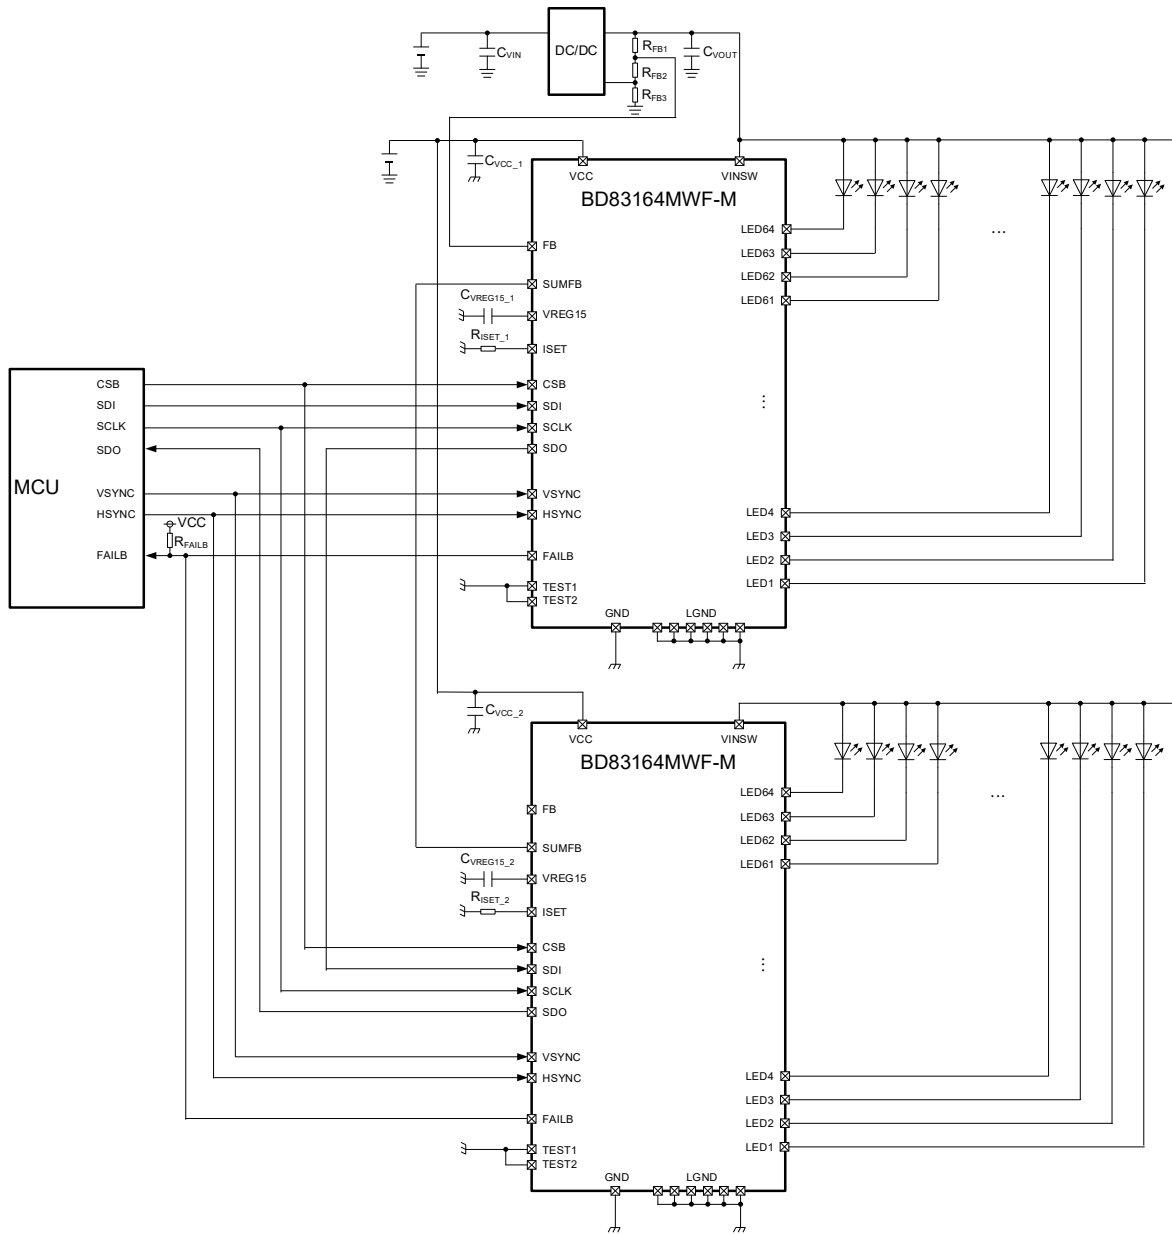 DC/DC
CVIN
RFB1
RFB2
RFB3
CVOUT
CVCC_1
VCC
VINSW
BD83164MWF-M
FB
SUMFB
CVREG15_1
VREG15
RISET_1
ISET
CSB
SDI
SCLK
SDO
VSYNC
HSYNC
FAILB
TEST1
TEST2
GND
LGND
LED64
LED63
LED62
LED61
...
...
LED4
LED3
LED2
LED1
MCU
CSB
SDI
SCLK
SDO
VSYNC
HSYNC
FAILB
VCC
RFAILB
CVCC_2
VCC
VINSW
BD83164MWF-M
FB
SUMFB
CVREG15_2
VREG15
RISET_2
ISET
CSB
SDI
SCLK
SDO
VSYNC
HSYNC
FAILB
TEST1
TEST2
GND
LGND
LED64
LED63
LED62
LED61
...
...
LED4
LED3
LED2
LED1